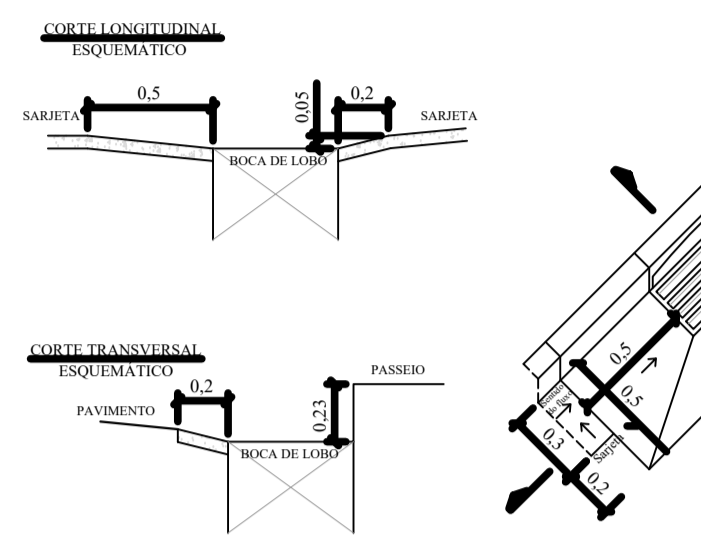 CORTE LONGITUDINAL
ESQUEMÁTICO
0,5
0,05
0,2
SARJETA
SARJETA
BOCA DE LOBO
CORTE TRANSVERSAL
ESQUEMÁTICO
0,2
0,23
PASSEIO
PAVIMENTO
BOCA DE LOBO
0,5
0,5
Sentido
do fluxo
0,3
Sarjeta
0,2